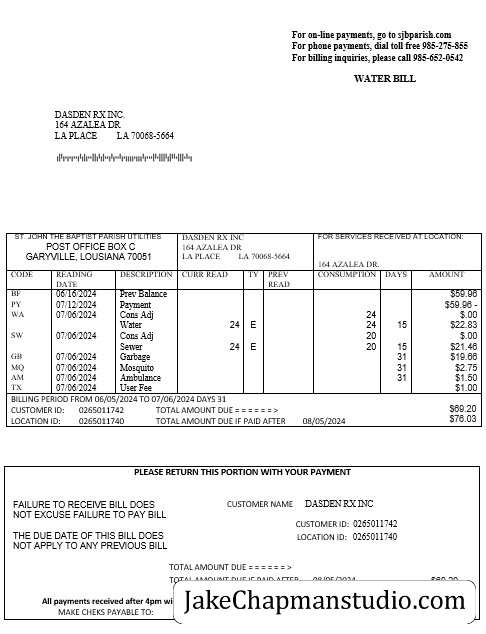 For on-line payments, go to sjbparish.com
For phone payments, dial toll free 985-275-855
For billing inquiries, please call 985-652-0542
WATER BILL
DASDEN RX INC.
164 AZALEA DR
LA PLACE LA 70068-5664
ST. JOHN THE BAPTIST PARISH UTILITIES
POST OFFICE BOX C
GARYVILLE, LOUSIANA 70051
DASDEN RX INC
164 AZALEA DR
LA PLACE LA 70068-5664
FOR SERVICES RECEIVED AT LOCATION:
164 AZALEA DR.
CODE READING DATE DESCRIPTION CURR READ TY PREV READ CONSUMPTION DAYS AMOUNT
BF 06/16/2024 Prev Balance $59.96
PY 07/12/2024 Payment $59.96 -
WA 07/06/2024 Cons Adj 24 $.00
Water 24 E 24 15 $22.83
SW 07/06/2024 Cons Adj 20 $.00
Sewer 24 E 20 15 $21.46
GB 07/06/2024 Garbage 31 $19.66
MQ 07/06/2024 Mosquito 31 $2.75
AM 07/06/2024 Ambulance 31 $1.50
TX 07/06/2024 User Fee $1.00
BILLING PERIOD FROM 06/05/2024 TO 07/06/2024 DAYS 31
CUSTOMER ID: 0265011742 TOTAL AMOUNT DUE = = = = = = > $69.20
LOCATION ID: 0265011740 TOTAL AMOUNT DUE IF PAID AFTER 08/05/2024 $76.03
PLEASE RETURN THIS PORTION WITH YOUR PAYMENT
FAILURE TO RECEIVE BILL DOES
NOT EXCUSE FAILURE TO PAY BILL
THE DUE DATE OF THIS BILL DOES
NOT APPLY TO ANY PREVIOUS BILL
CUSTOMER NAME DASDEN RX INC
CUSTOMER ID: 0265011742
LOCATION ID: 0265011740
TOTAL AMOUNT DUE = = = = = = >
TOTAL AMOUNT DUE IF PAID AFTER 08/05/2024 $69.20
All payments received after 4pm wi
MAKE CHEKS PAYABLE TO:
JakeChapmanstudio.com